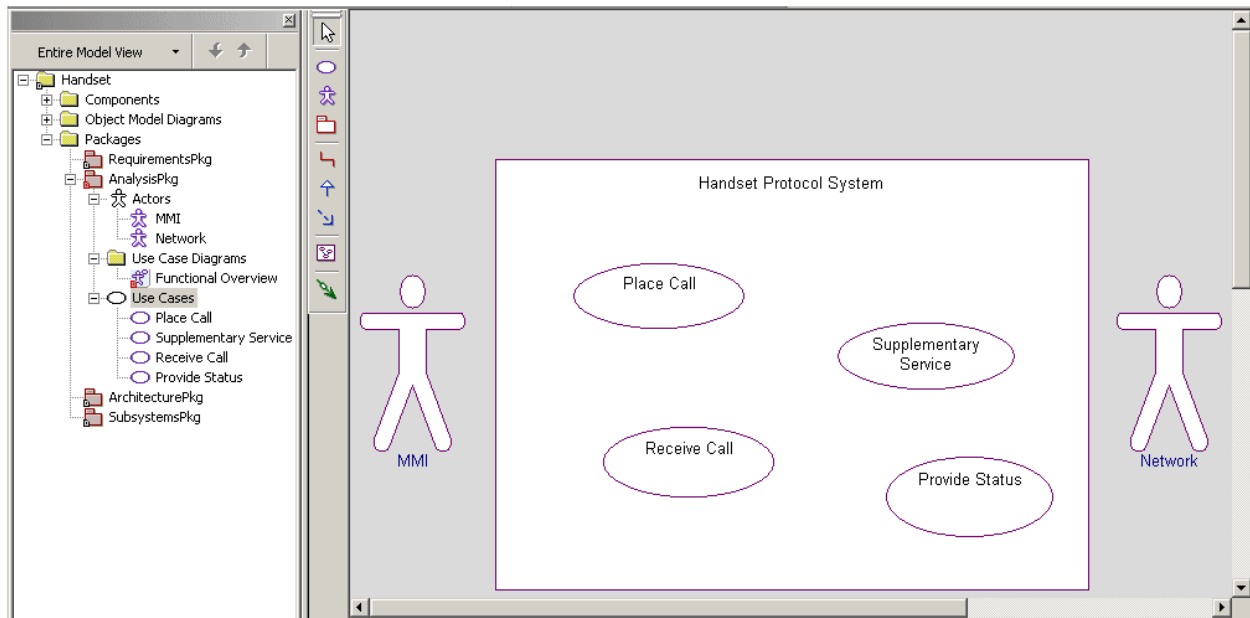 Entire Model View
Handset
Components
Object Model Diagrams
Packages
RequirementsPkg
AnalysisPkg
Actors
MMI
Network
Use Case Diagrams
Functional Overview
Use Cases
Place Call
Supplementary Service
Receive Call
Provide Status
ArchitecturePkg
SubsystemsPkg
Handset Protocol System
Place Call
Supplementary
Service
Receive Call
Provide Status
MMI
Network